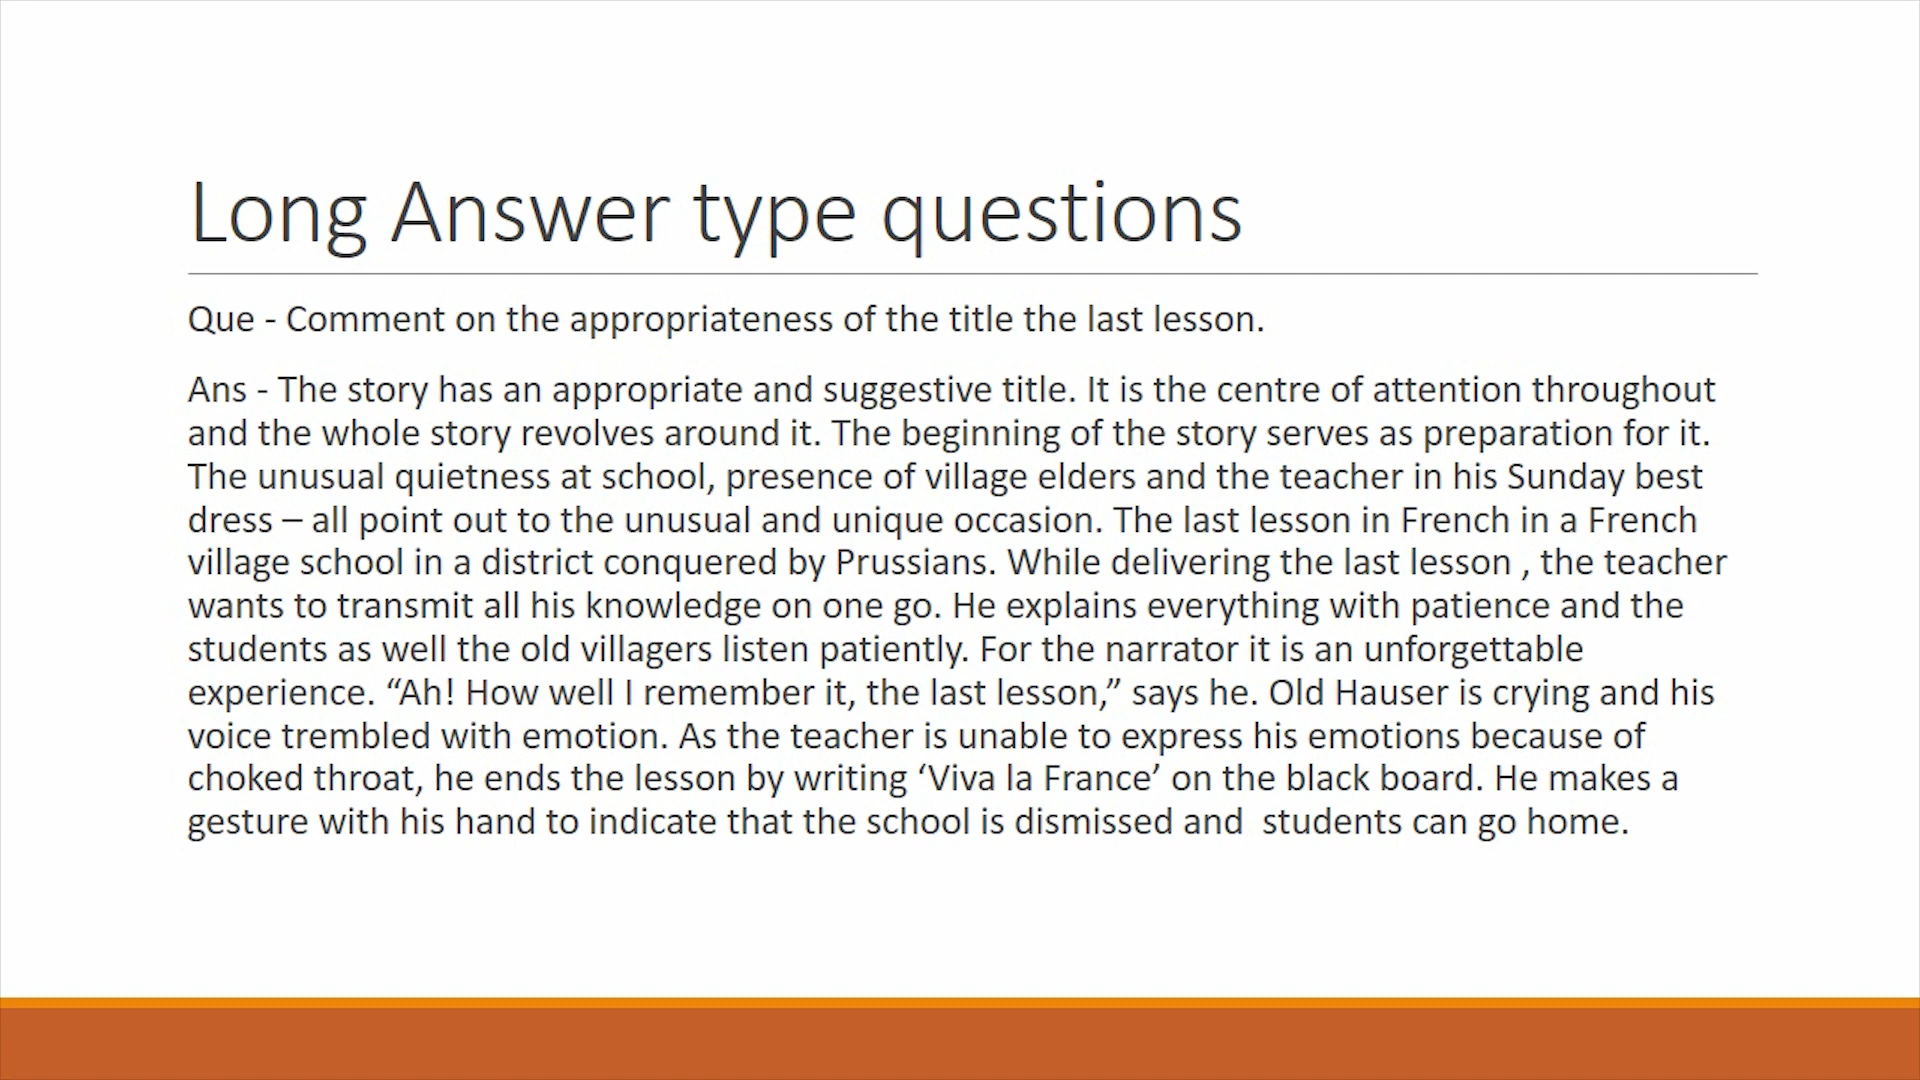 Long Answer type questions
Que - Comment on the appropriateness of the title the last lesson.
Ans - The story has an appropriate and suggestive title. It is the centre of attention throughout
and the whole story revolves around it. The beginning of the story serves as preparation for it.
The unusual quietness at school, presence of village elders and the teacher in his Sunday best
dress – all point out to the unusual and unique occasion. The last lesson in French in a French
village school in a district conquered by Prussians. While delivering the last lesson , the teacher
wants to transmit all his knowledge on one go. He explains everything with patience and the
students as well the old villagers listen patiently. For the narrator it is an unforgettable
experience. “Ah! How well I remember it, the last lesson,” says he. Old Hauser is crying and his
voice trembled with emotion. As the teacher is unable to express his emotions because of
choked throat, he ends the lesson by writing ‘Viva la France’ on the black board. He makes a
gesture with his hand to indicate that the school is dismissed and  students can go home.